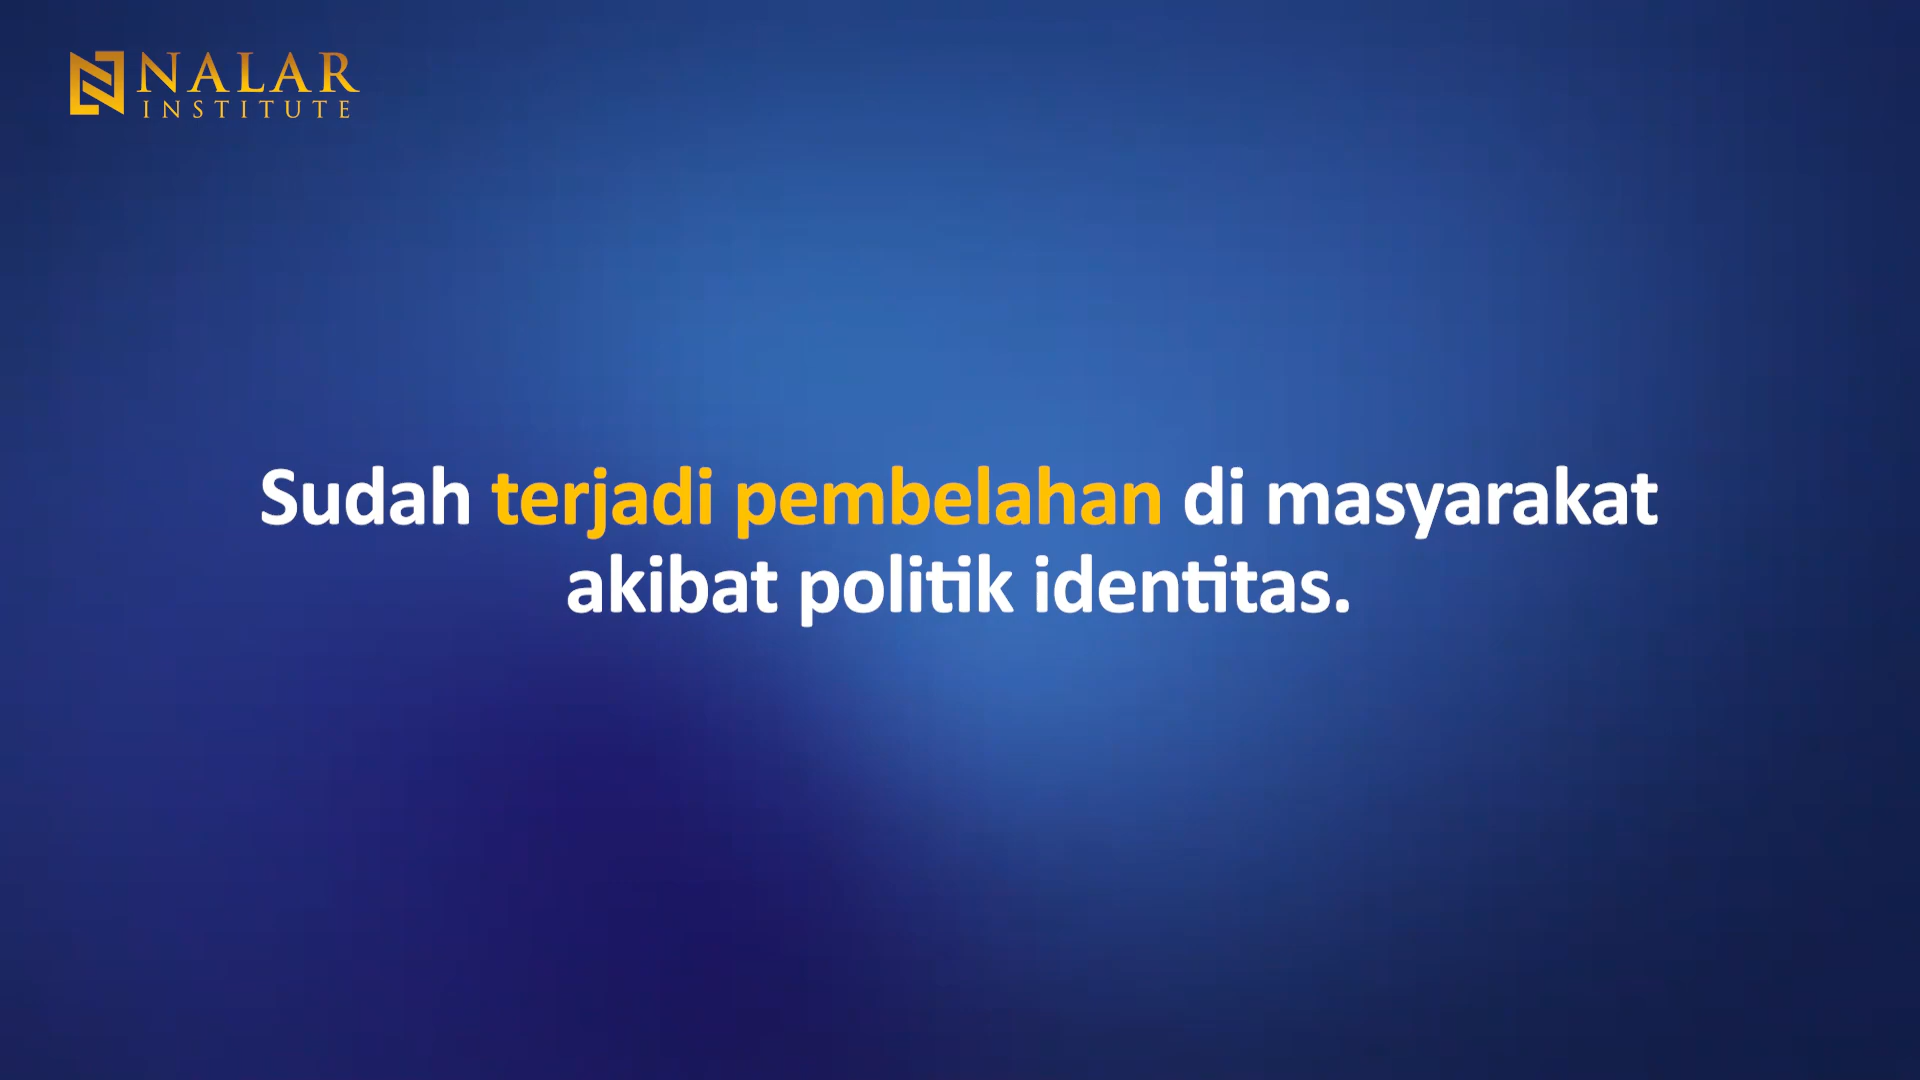 NALAR
INSTITUTE
Sudah terjadi pembelahan di masyarakat
akibat politik identitas.